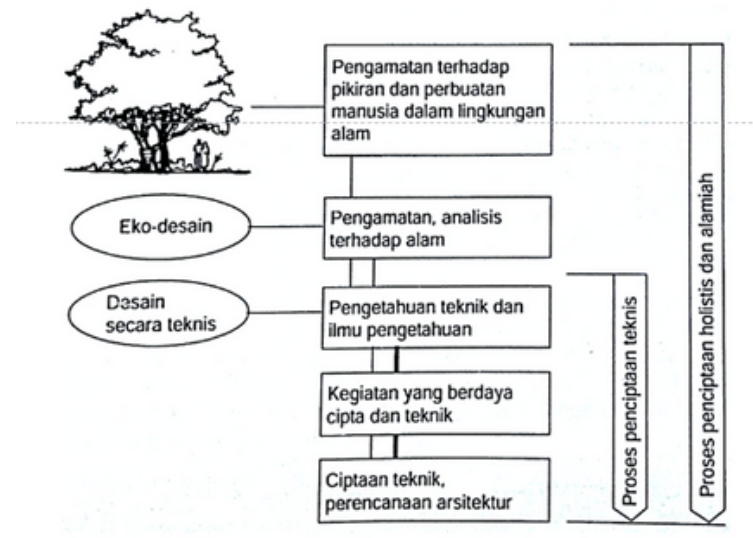 Pengamatan terhadap
pikiran dan perbuatan
manusia dalam lingkungan
alam
Eko-desain
Pengamatan, analisis
terhadap alam
Desain
secara teknis
Pengetahuan teknik dan
ilmu pengetahuan
Kegiatan yang berdaya
cipta dan teknik
Ciptaan teknik,
perencanaan arsitektur
Proses penciptaan teknis
Proses penciptaan holistis dan alamiah